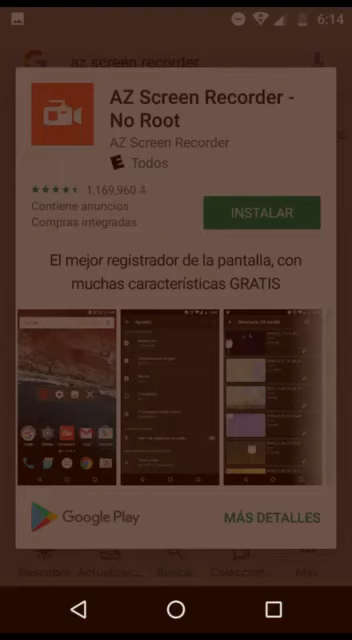 6:14
az screen recorder
AZ Screen Recorder -
No Root
AZ Screen Recorder
E Todos
1.169,960
Contiene anuncios
Compras integradas
INSTALAR
El mejor registrador de la pantalla, con
muchas características GRATIS
Google Play
MÁS DETALLES